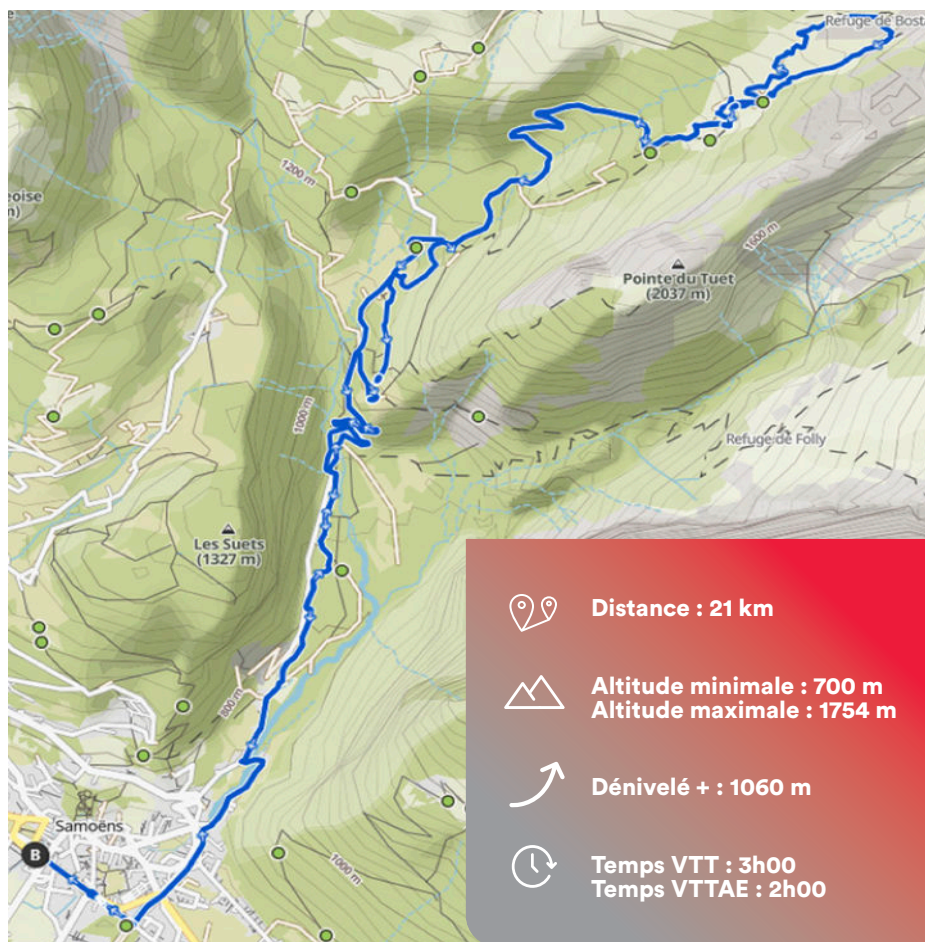 Refuge de Bost
1200 m
eoise
m)
1600 m
Pointe du Tuet
(2037 m)
1000 m
Refuge de Folly
Les Suets
(1327 m)
Distance : 21 km
Altitude minimale : 700 m
Altitude maximale : 1754 m
800 m
Dénivelé + : 1060 m
Samoëns
B
1000 m
Temps VTT : 3h00
Temps VTTAE : 2h00